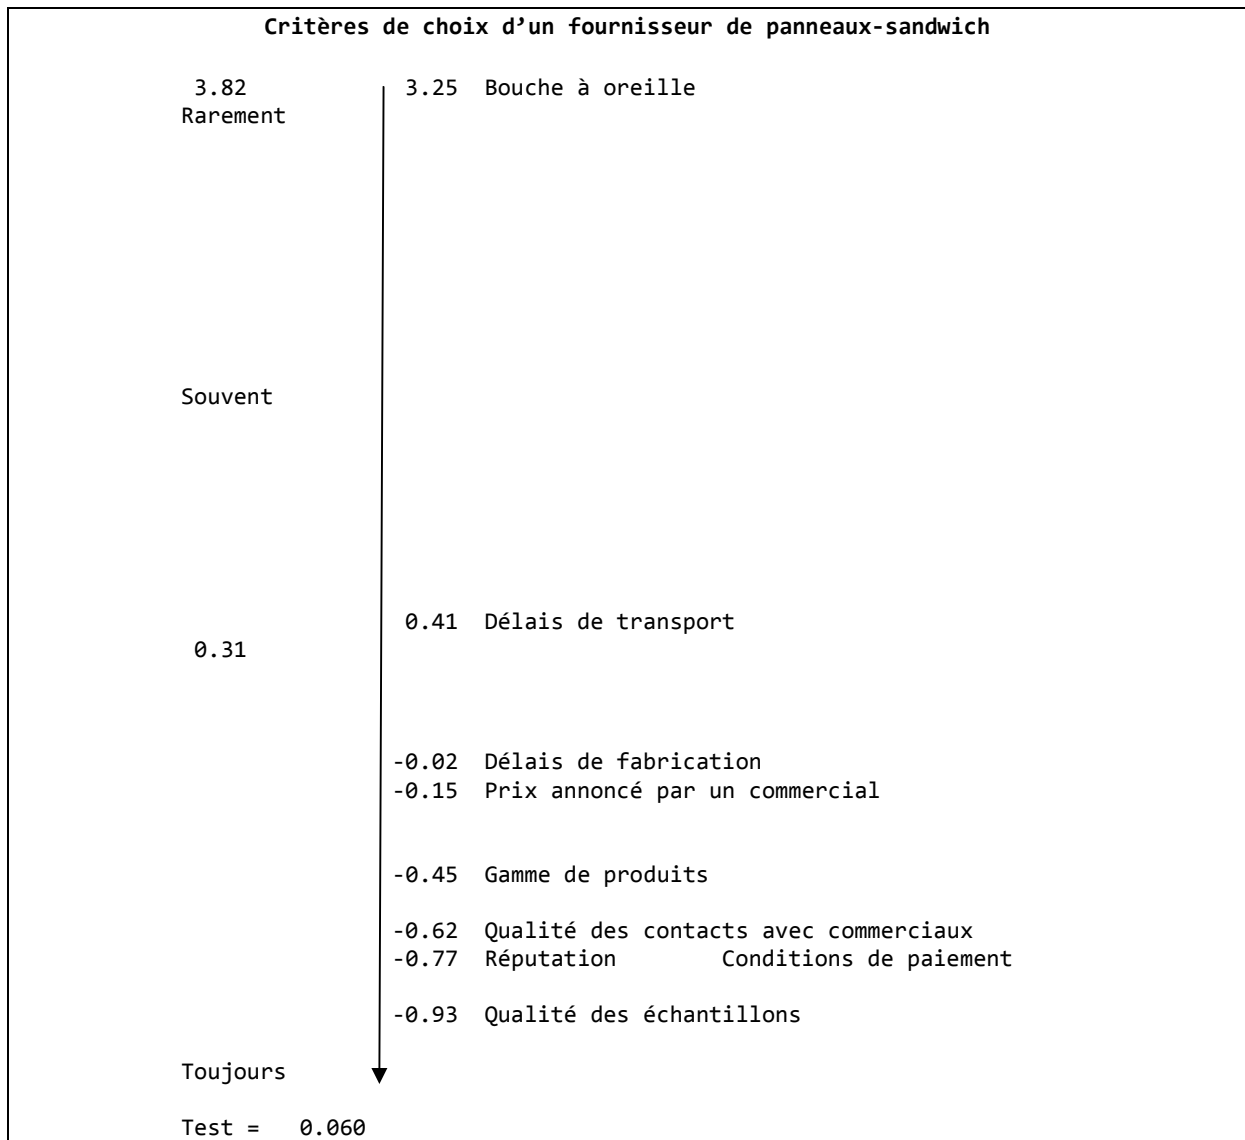 Critères de choix d’un fournisseur de panneaux-sandwich
3.82 3.25 Bouche à oreille
Rarement
Souvent
0.41 Délais de transport
0.31
-0.02 Délais de fabrication
-0.15 Prix annoncé par un commercial
-0.45 Gamme de produits
-0.62 Qualité des contacts avec commerciaux
-0.77 Réputation Conditions de paiement
-0.93 Qualité des échantillons
Toujours
Test = 0.060